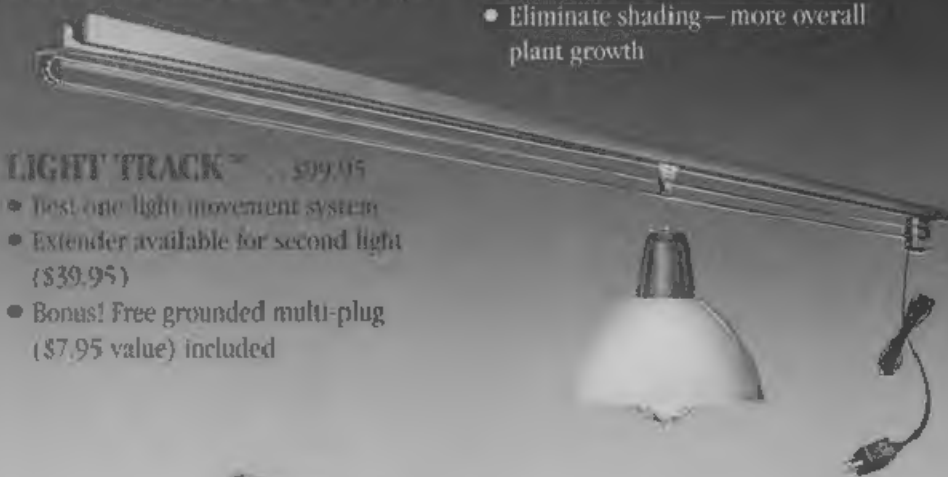 • Eliminate shading — more overall
plant growth
LIGHT TRACK™ . . $99.95
• Best one-light movement system
• Extender available for second light
($39.95)
• Bonus! Free grounded multi-plug
($7.95 value) included